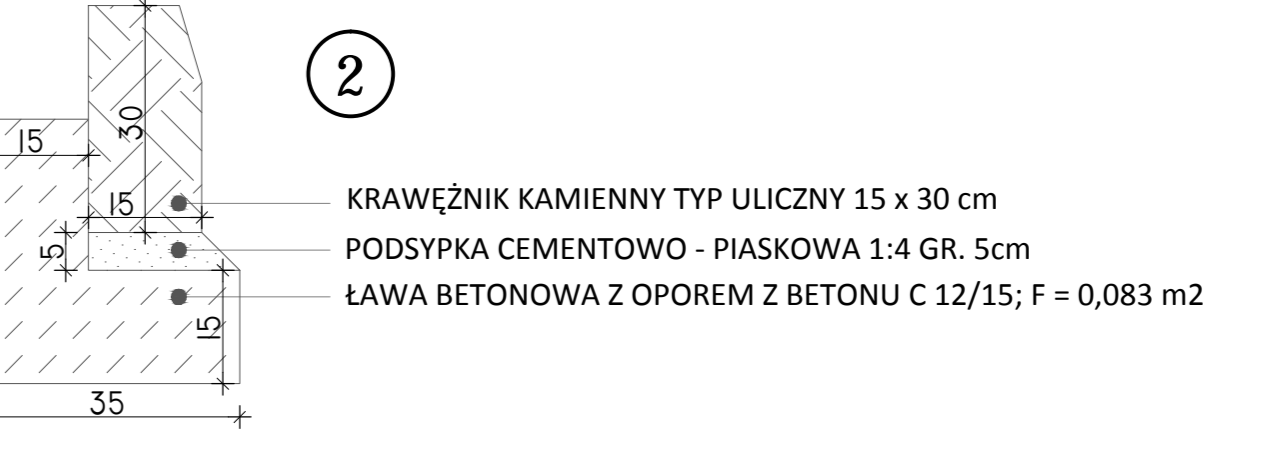 2
30
15
15
KRAWĘŻNIK KAMIENNY TYP ULICZNY 15 x 30 cm
5
PODSYPKA CEMENTOWO - PIASKOWA 1:4 GR. 5cm
ŁAWA BETONOWA Z OPOREM Z BETONU C 12/15; F = 0,083 m2
15
35